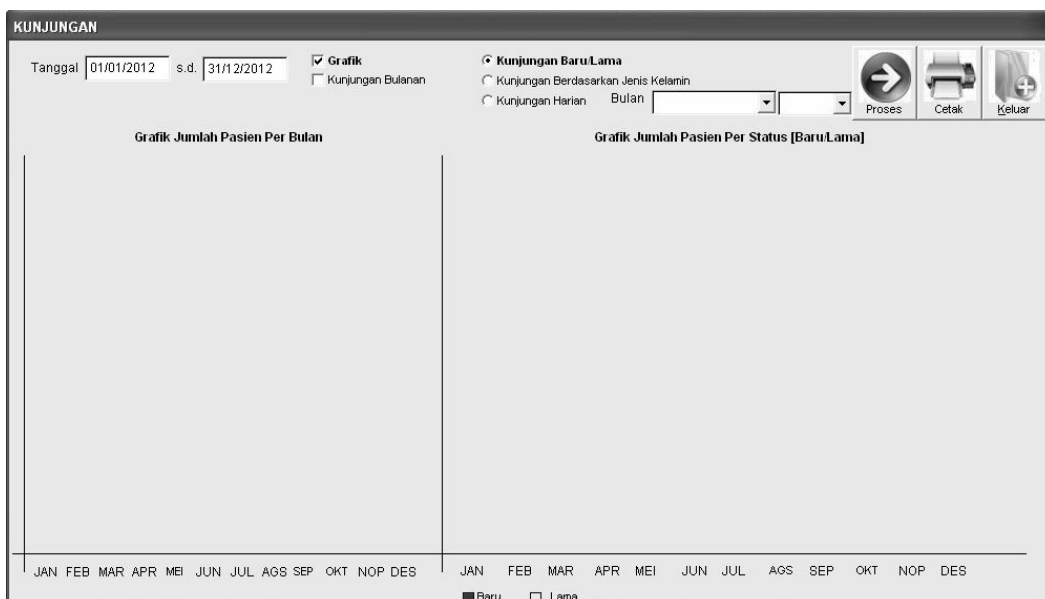 KUNJUNGAN
Tanggal 01/01/2012 s.d. 31/12/2012
Grafik
Kunjungan Bulanan
Kunjungan Baru/Lama
Kunjungan Berdasarkan Jenis Kelamin
Kunjungan Harian Bulan
Proses Cetak Keluar
Grafik Jumlah Pasien Per Bulan
Grafik Jumlah Pasien Per Status [Baru/Lama]
JAN FEB MAR APR MEI JUN JUL AGS SEP OKT NOP DES
JAN FEB MAR APR MEI JUN JUL AGS SEP OKT NOP DES
Baru Lama